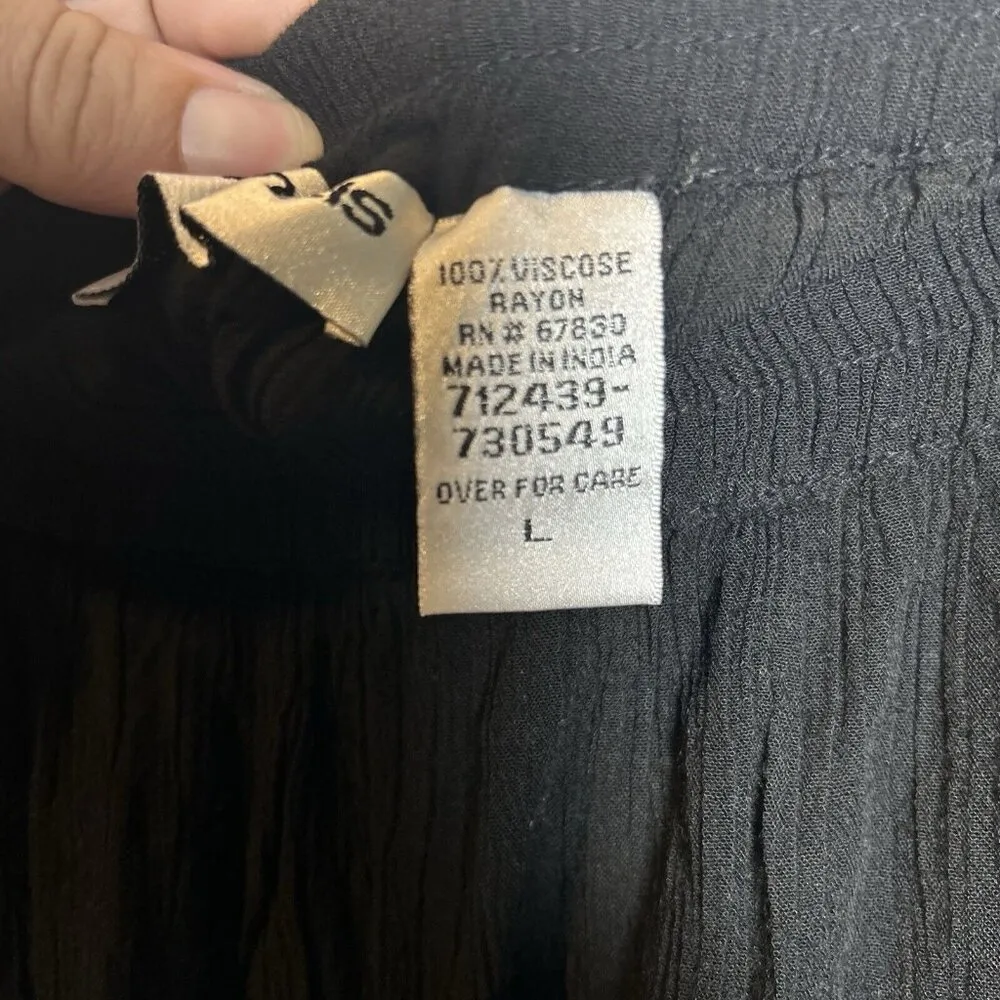 100% VISCOSE
RAYON
RN # 67830
MADE IN INDIA
712439-
730549
OVER FOR CARE
L